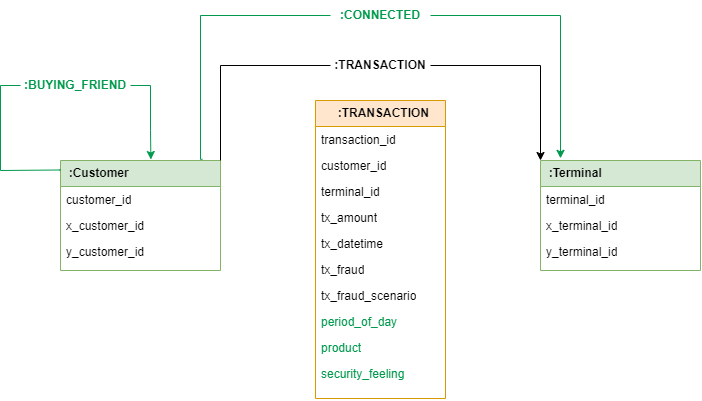 :CONNECTED
:TRANSACTION
:BUYING_FRIEND
:TRANSACTION
:Customer
customer_id
x_customer_id
y_customer_id
transaction_id
customer_id
terminal_id
tx_amount
tx_datetime
tx_fraud
tx_fraud_scenario
period_of_day
product
security_feeling
:Terminal
terminal_id
x_terminal_id
y_terminal_id